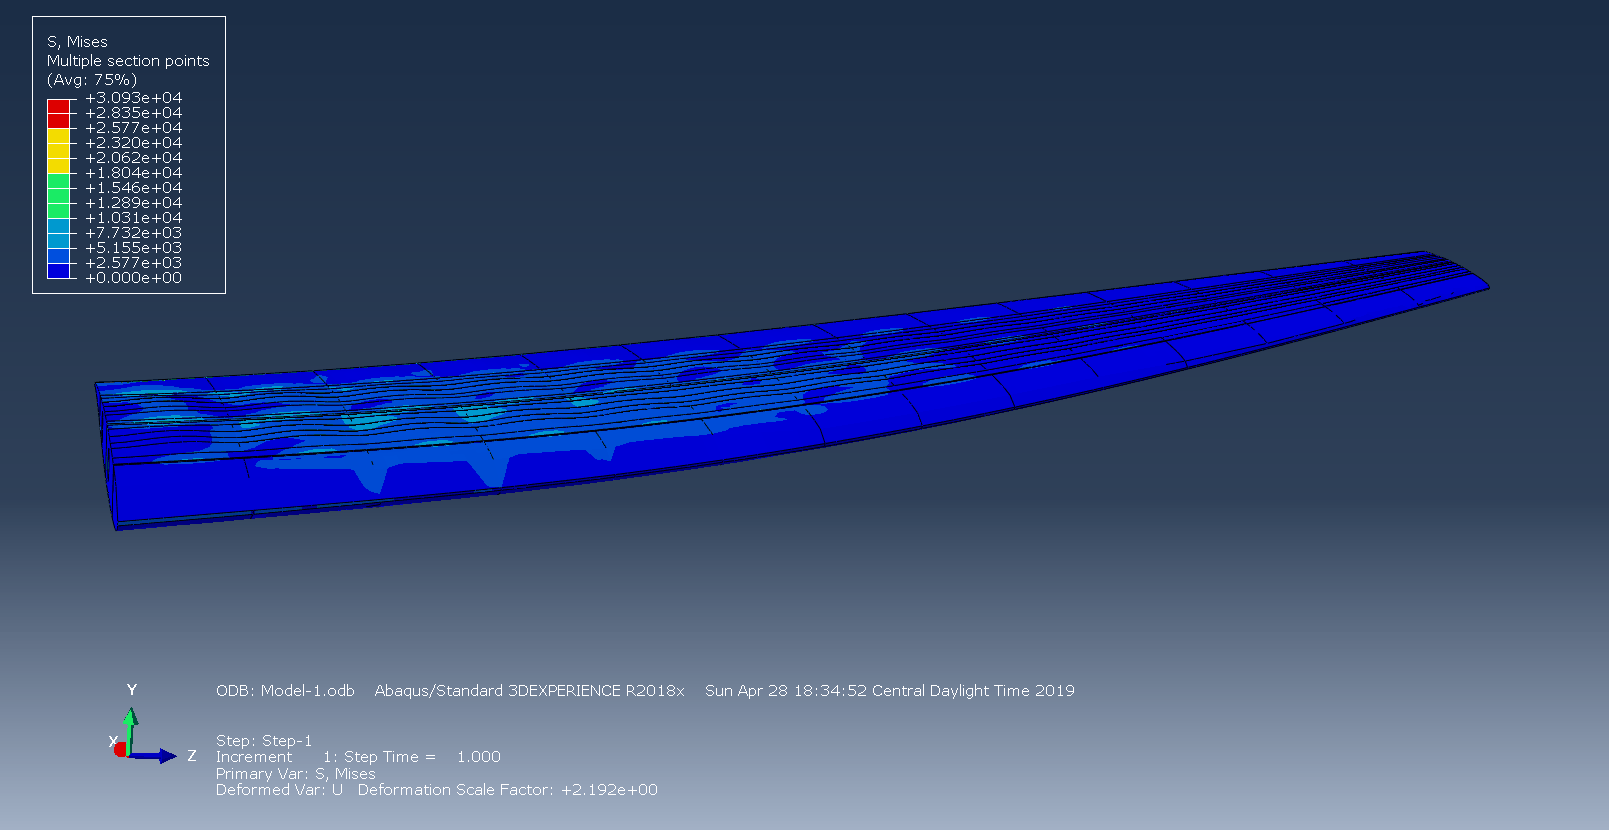 S, Mises
Multiple section points
(Avg: 75%)
+3.093e+04
+2.835e+04
+2.577e+04
+2.320e+04
+2.062e+04
+1.804e+04
+1.546e+04
+1.289e+04
+1.031e+04
+7.732e+03
+5.155e+03
+2.577e+03
+0.000e+00
Y
X
Z
ODB: Model-1.odb    Abaqus/Standard 3DEXPERIENCE R2018x    Sun Apr 28 18:34:52 Central Daylight Time 2019
Step: Step-1
Increment      1: Step Time =    1.000
Primary Var: S, Mises
Deformed Var: U   Deformation Scale Factor: +2.192e+00